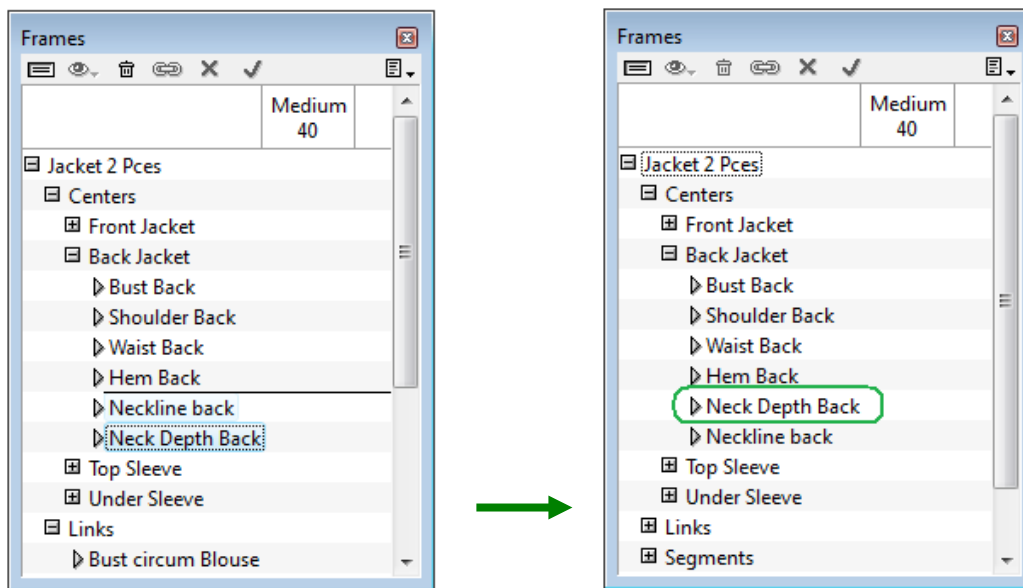 Frames
Medium
40
Jacket 2 Pces
Centers
Front Jacket
Back Jacket
Bust Back
Shoulder Back
Waist Back
Hem Back
Neckline back
Neck Depth Back
Top Sleeve
Under Sleeve
Links
Bust circum Blouse
Frames
Medium
40
Jacket 2 Pces
Centers
Front Jacket
Back Jacket
Bust Back
Shoulder Back
Waist Back
Hem Back
Neck Depth Back
Neckline back
Top Sleeve
Under Sleeve
Links
Segments